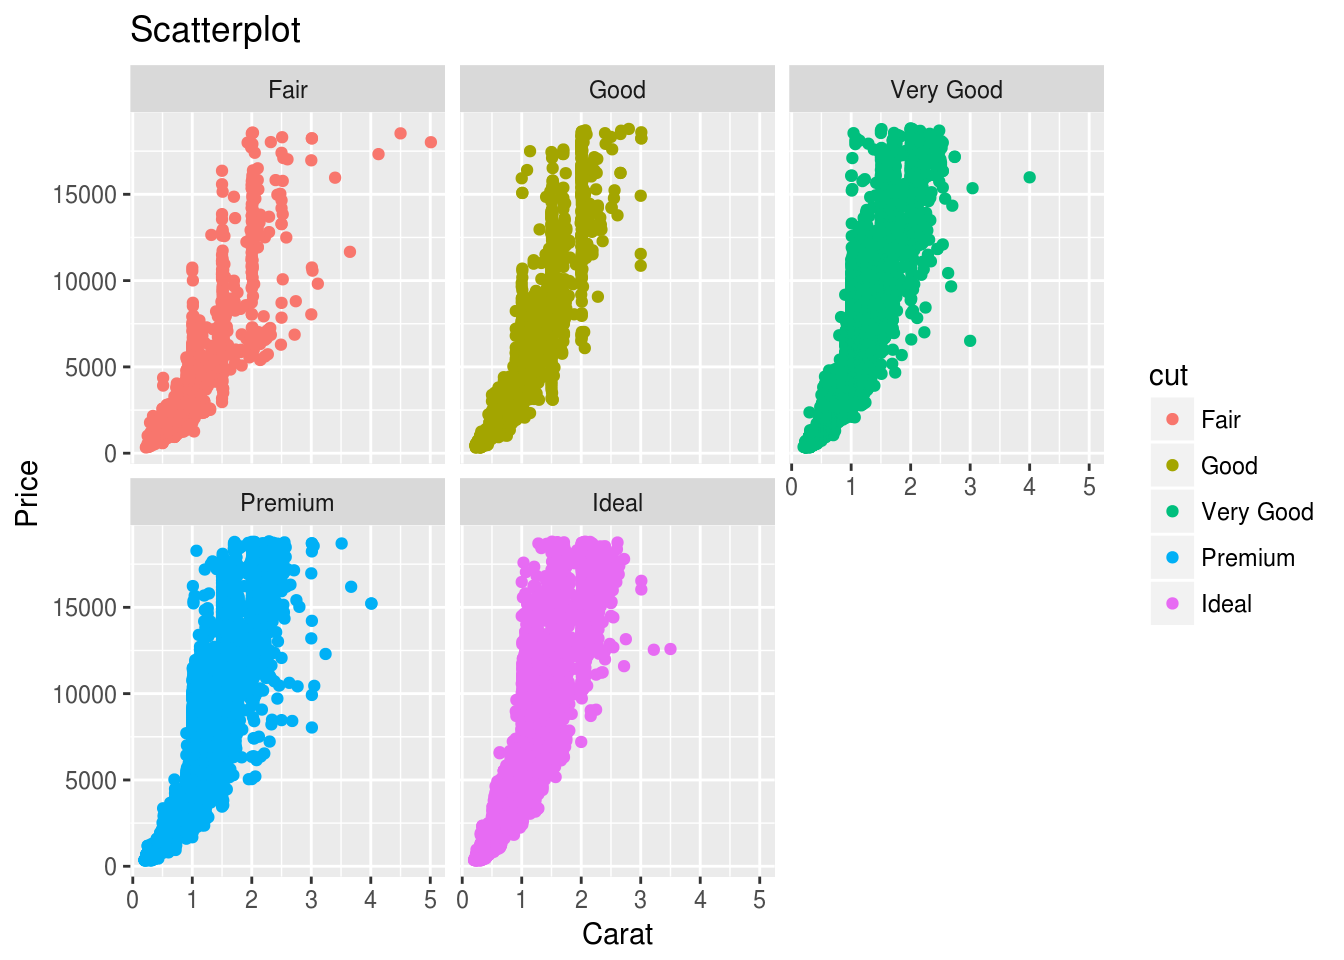 Scatterplot
Fair
Good
Very Good
15000
10000
5000
0
0 1 2 3 4 5
Premium
Ideal
15000
10000
5000
0
0 1 2 3 4 5
0 1 2 3 4 5
Price
Carat
cut
Fair
Good
Very Good
Premium
Ideal